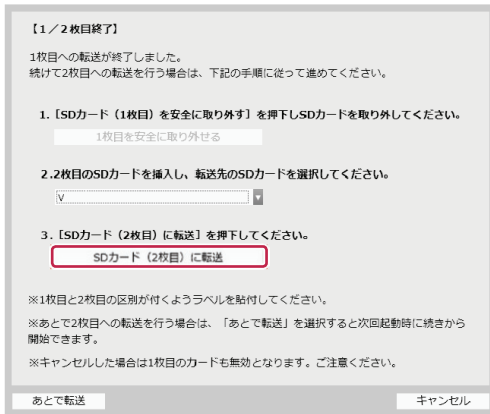 【1/2枚目終了】
1枚目への転送が終了しました。
続けて2枚目への転送を行う場合は、下記の手順に従って進めてください。
1.［SDカード（1枚目）を安全に取り外す］を押下しSDカードを取り外してください。
1枚目を安全に取り外せる
2.2枚目のSDカードを挿入し、転送先のSDカードを選択してください。
V
3.［SDカード（2枚目）に転送］を押下してください。
SDカード（2枚目）に転送
※1枚目と2枚目の区別が付くようラベルを貼付してください。
※あとで2枚目への転送を行う場合は、「あとで転送」を選択すると次回起動時に続きから
開始できます。
※キャンセルした場合は1枚目のカードも無効となります。ご注意ください。
あとで転送
キャンセル